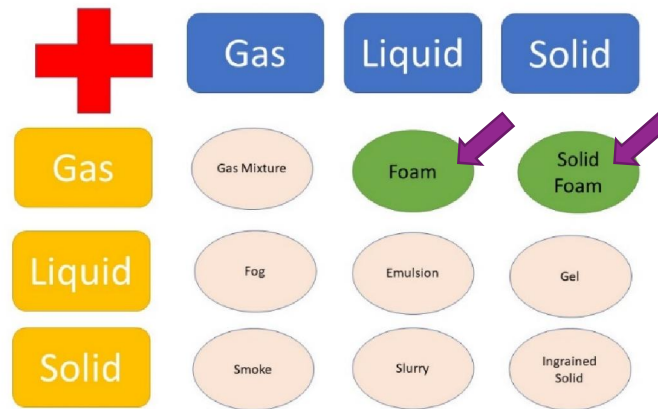 Gas
Liquid
Solid
Gas
Gas Mixture
Foam
Solid
Foam
Liquid
Fog
Emulsion
Gel
Solid
Smoke
Slurry
Ingrained
Solid